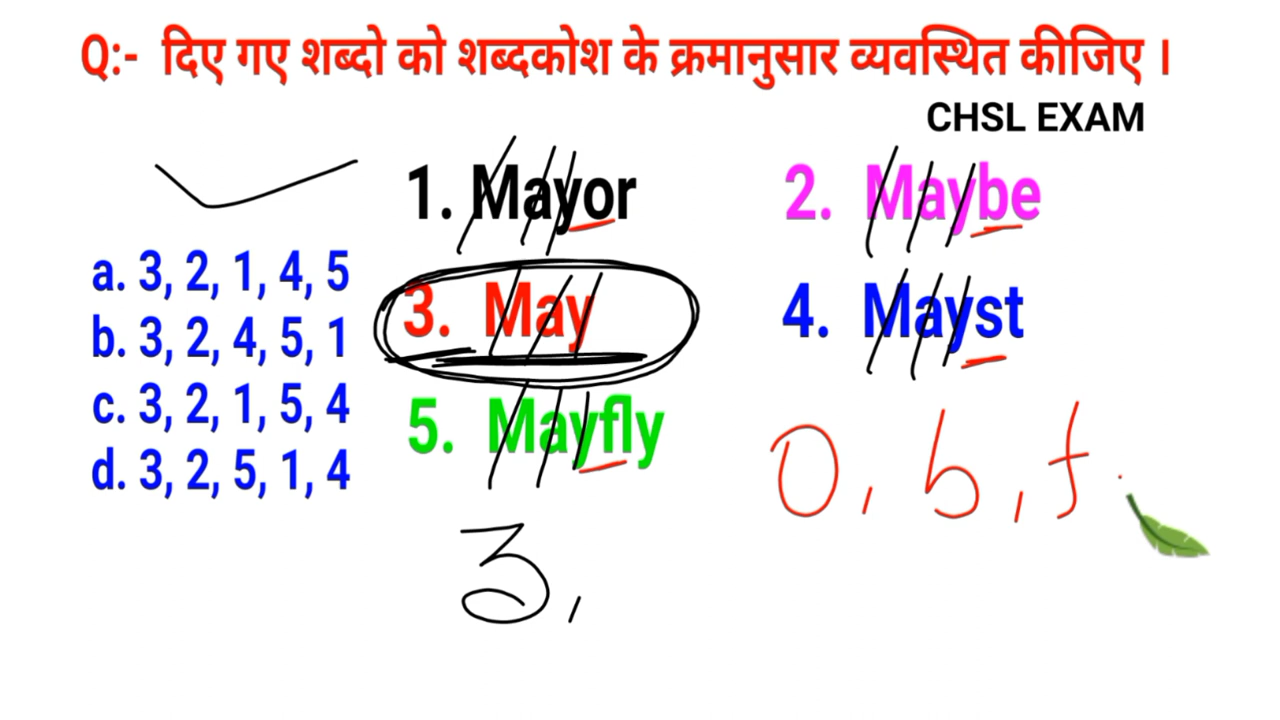 Q:- दिए गए शब्दो को शब्दकोश के क्रमानुसार व्यवस्थित कीजिए ।
CHSL EXAM
1. Mayor 2. Maybe
a. 3, 2, 1, 4, 5 3. May 4. Mayst
b. 3, 2, 4, 5, 1
c. 3, 2, 1, 5, 4 5. Mayfly
d. 3, 2, 5, 1, 4 o, b, f
3,